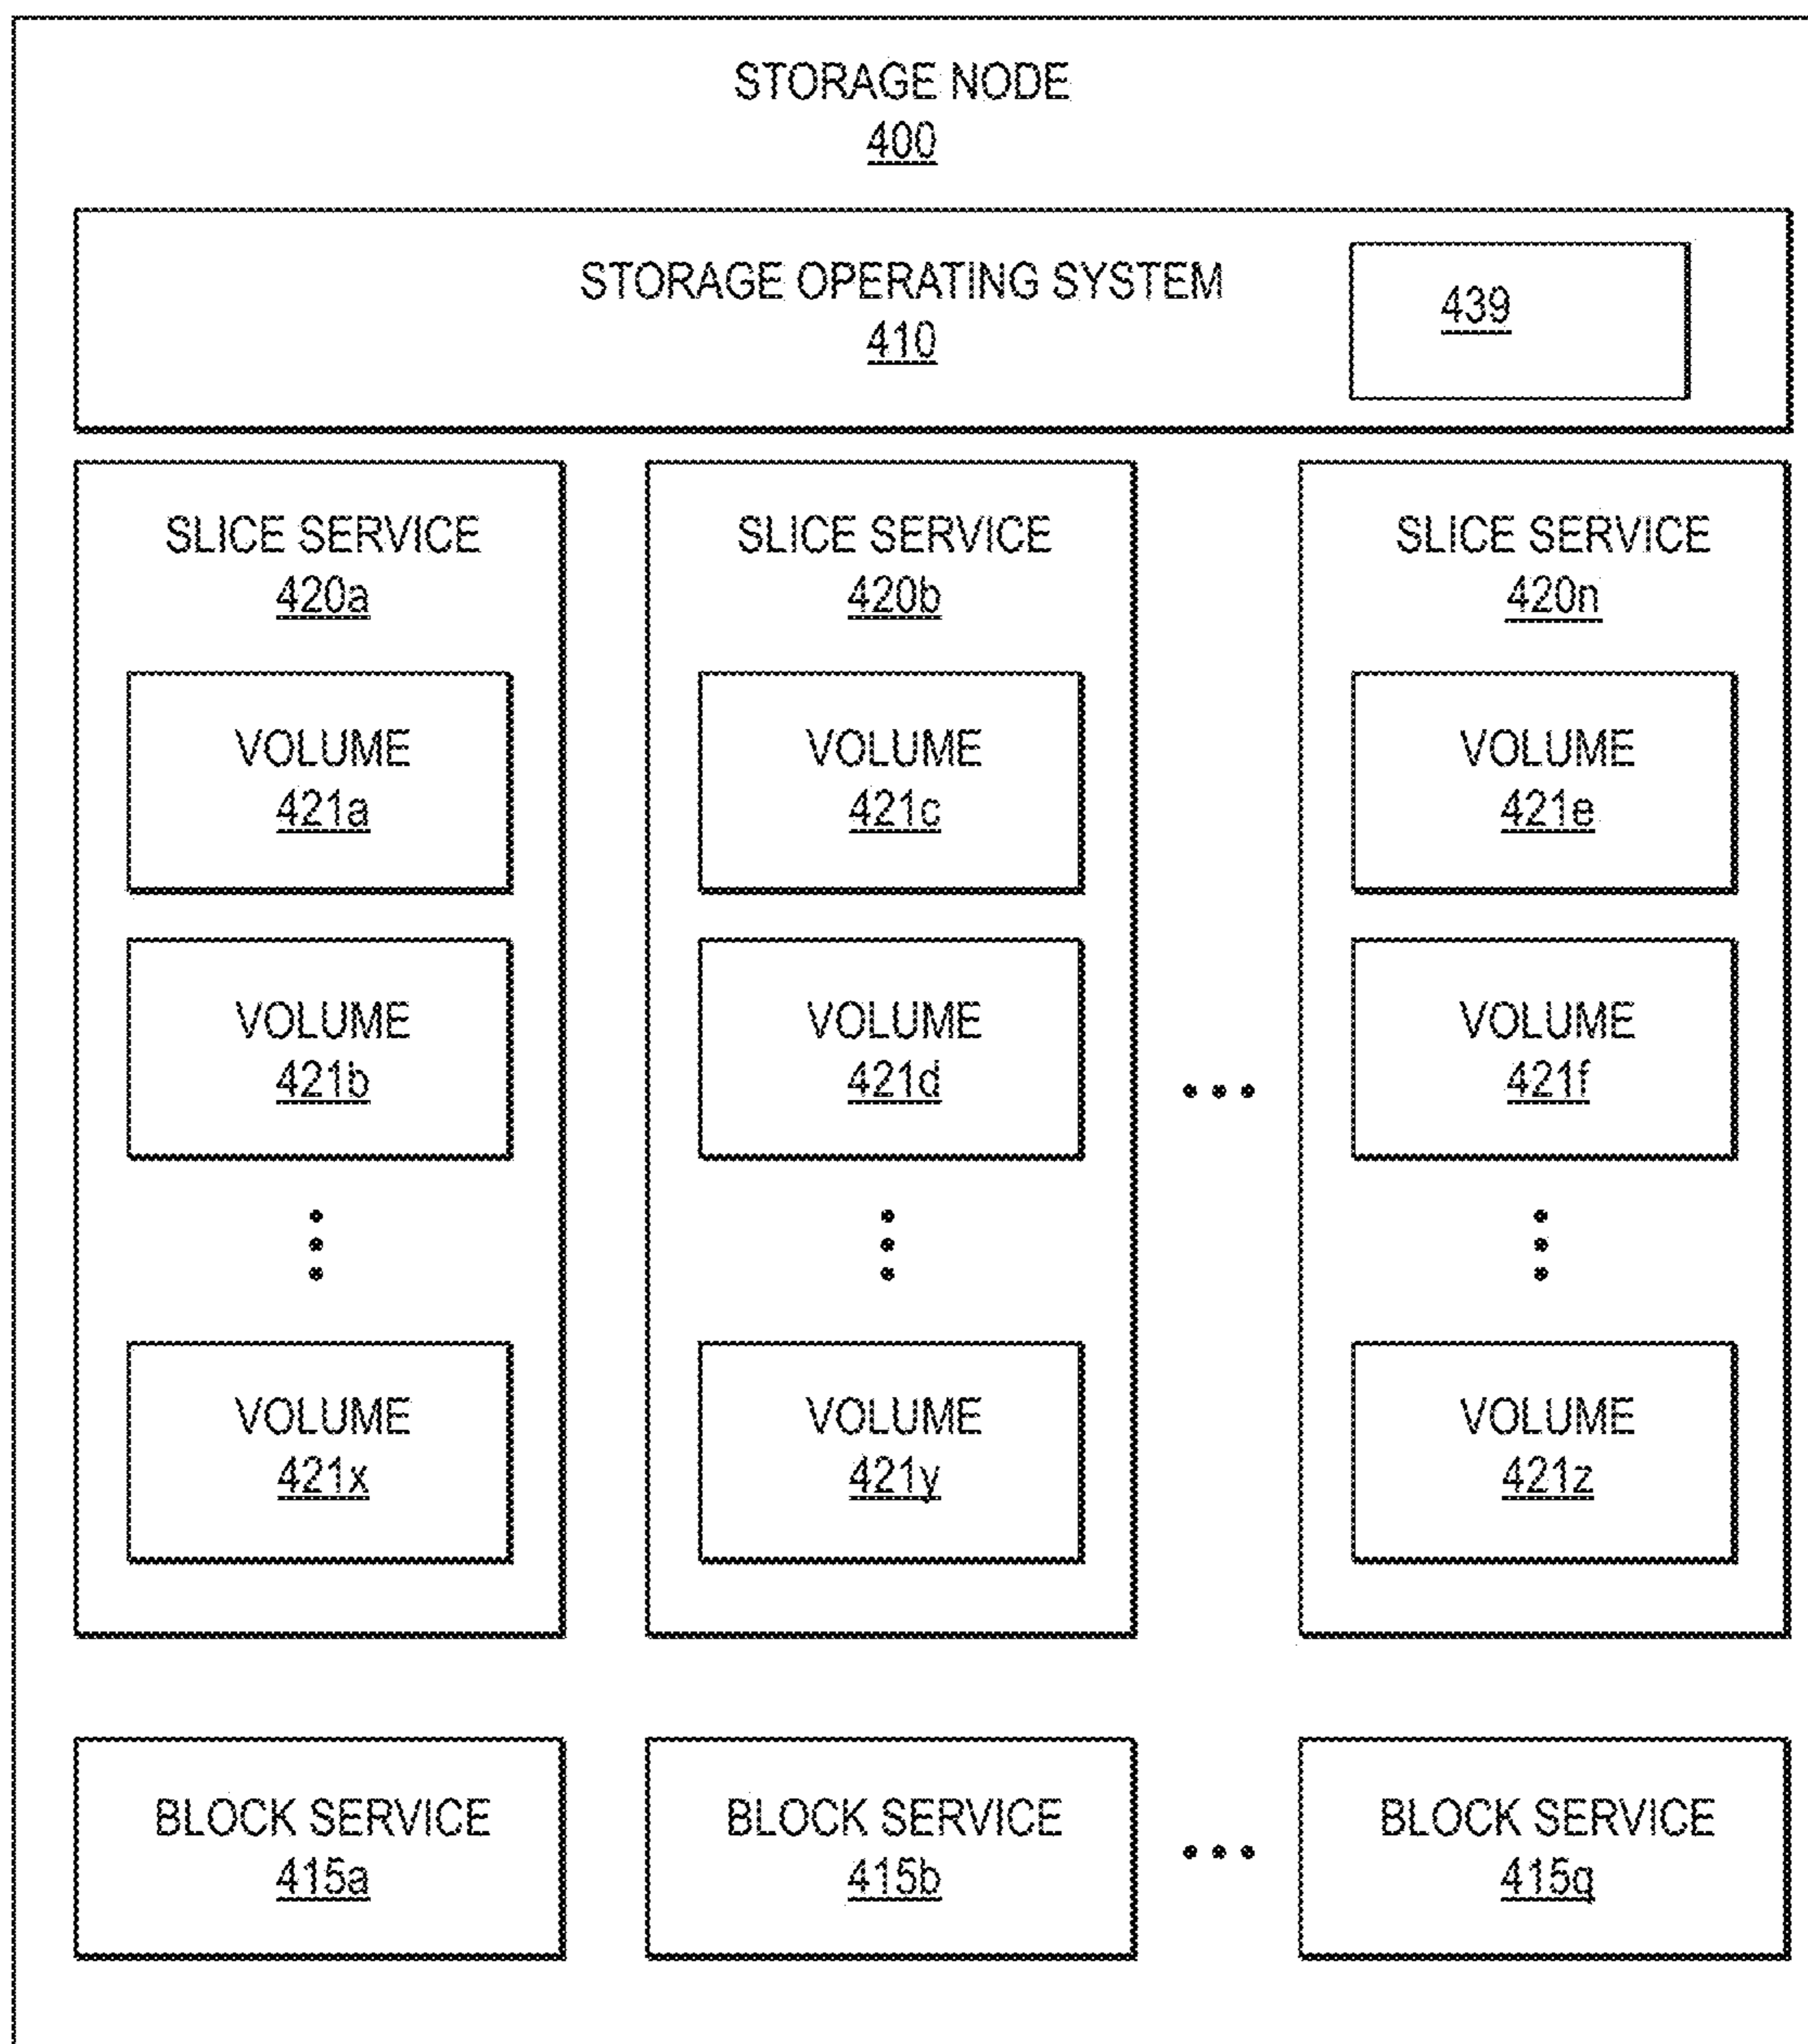 STORAGE NODE
400
STORAGE OPERATING SYSTEM
410
439
SLICE SERVICE
420a
VOLUME
421a
VOLUME
421b
VOLUME
421x
SLICE SERVICE
420b
VOLUME
421c
VOLUME
421d
VOLUME
421y
SLICE SERVICE
420n
VOLUME
421e
VOLUME
421f
VOLUME
421z
BLOCK SERVICE
415a
BLOCK SERVICE
415b
BLOCK SERVICE
415q